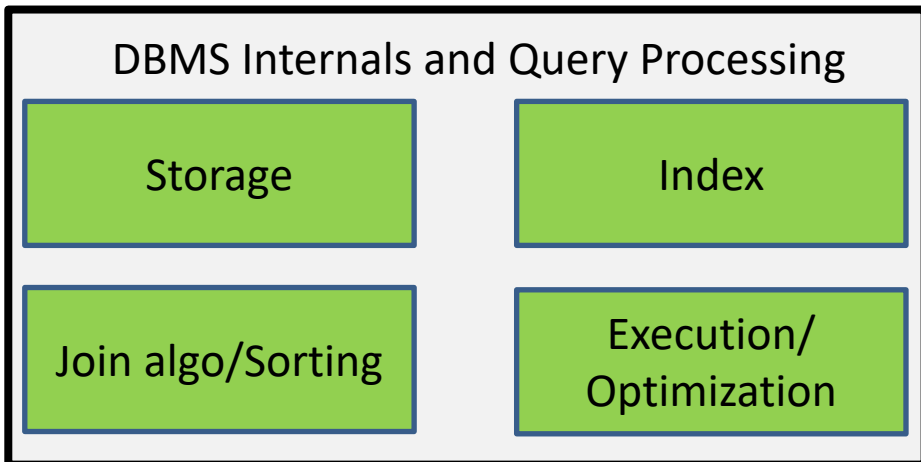 DBMS Internals and Query Processing
Storage
Index
Join algo/Sorting
Execution/
Optimization